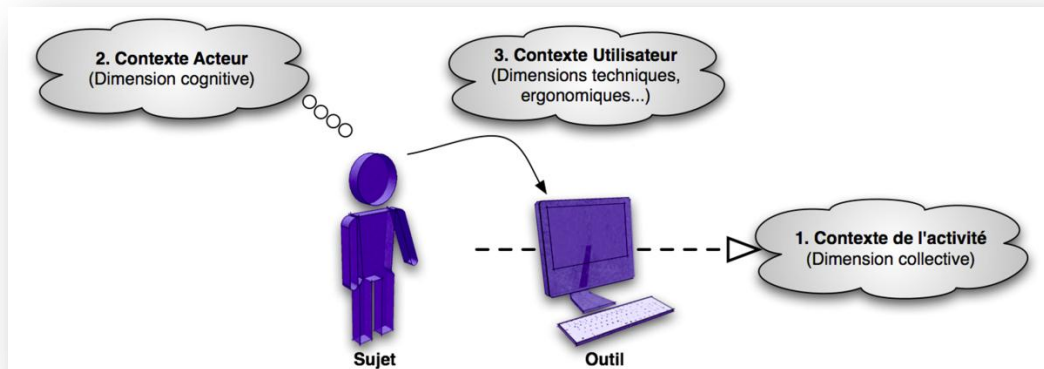 2. Contexte Acteur
(Dimension cognitive)
3. Contexte Utilisateur
(Dimensions techniques,
ergonomiques...)
1. Contexte de l'activité
(Dimension collective)
Sujet
Outil